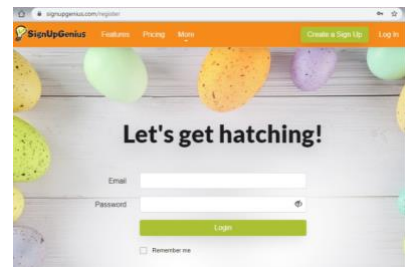 signupgenius.com/register
SignUpGenius Features Pricing More Create a Sign Up Log In
Let's get hatching!
Email
Password
Login
Remember me